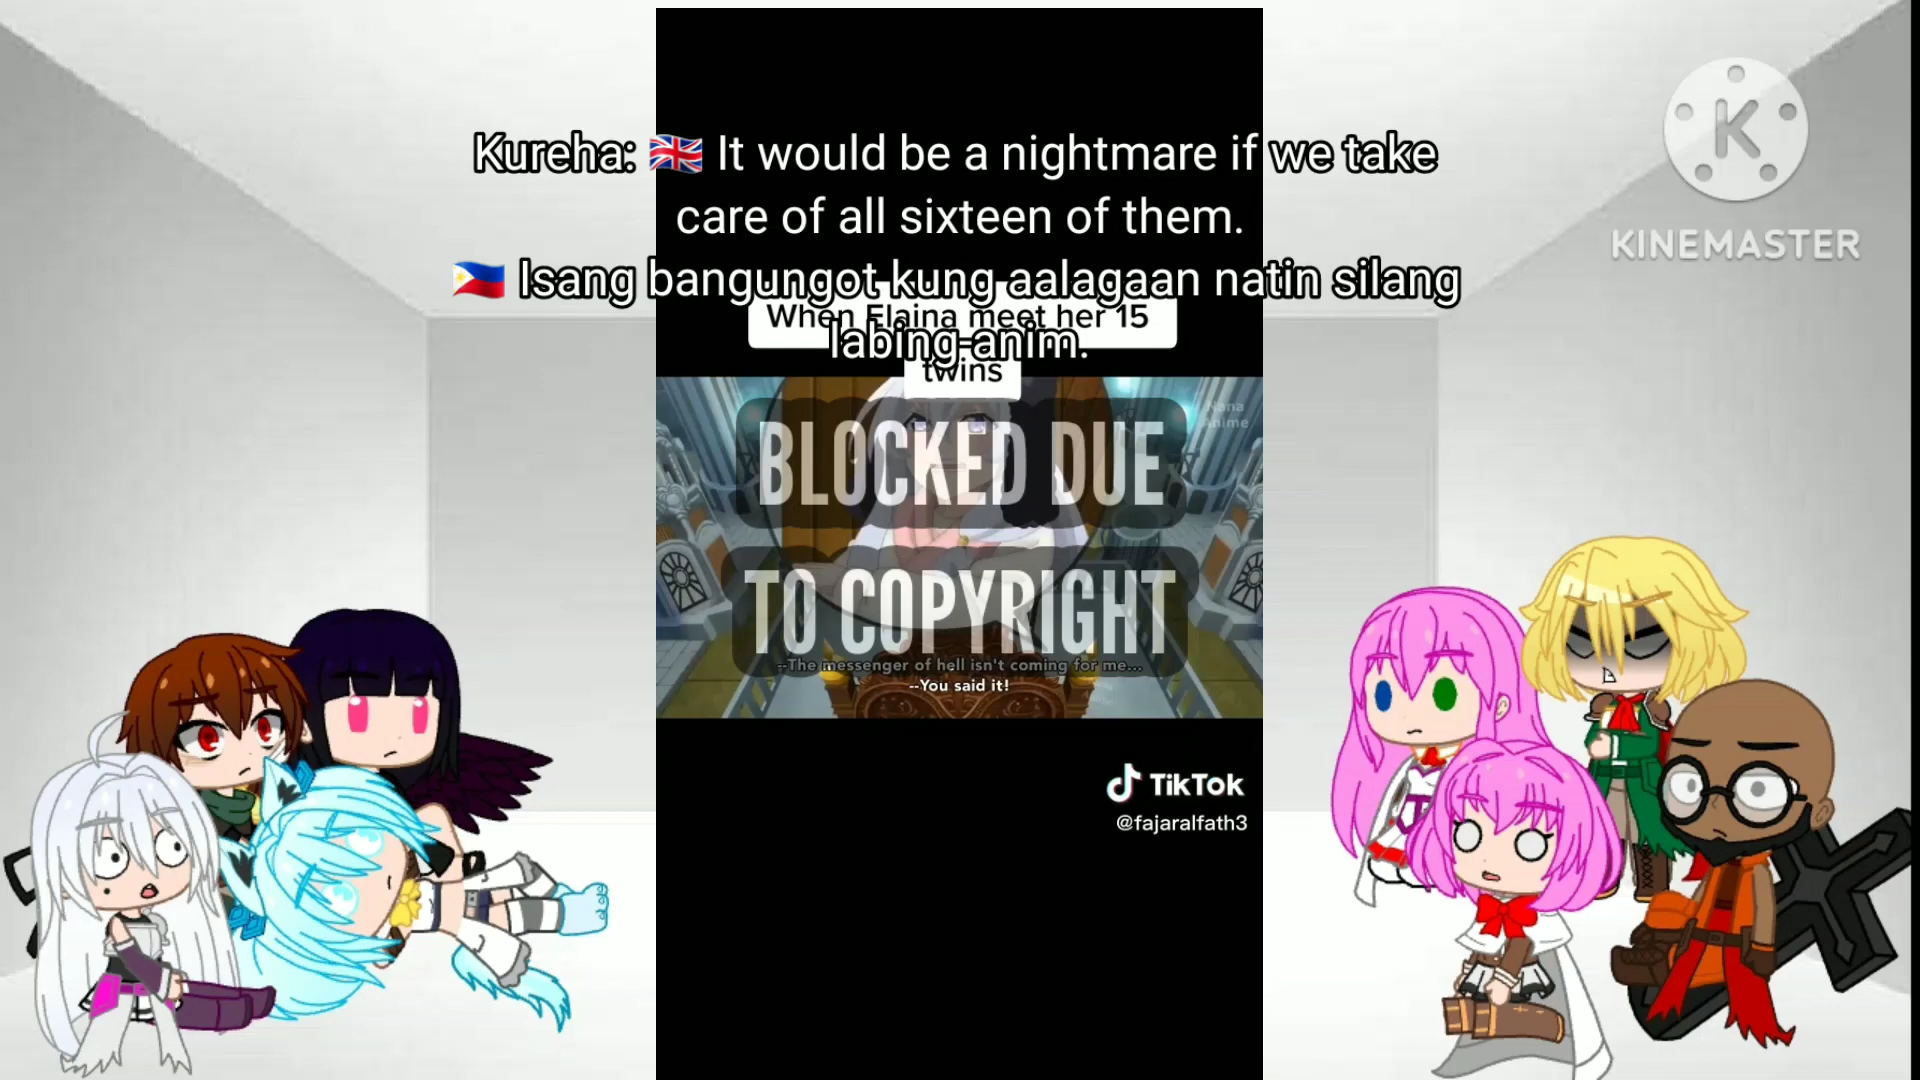 Kureha: 🇬🇧 It would be a nightmare if we take
care of all sixteen of them.
🇵🇭 Isang bangungot kung aalagaan natin silang
labing-anim.
When Elaina meet her 15
twins
Nana
Anime
BLOCKED DUE
TO COPYRIGHT
--The messenger of hell isn't coming for me...
--You said it!
TikTok
@fajaralfath3
K
KINEMASTER